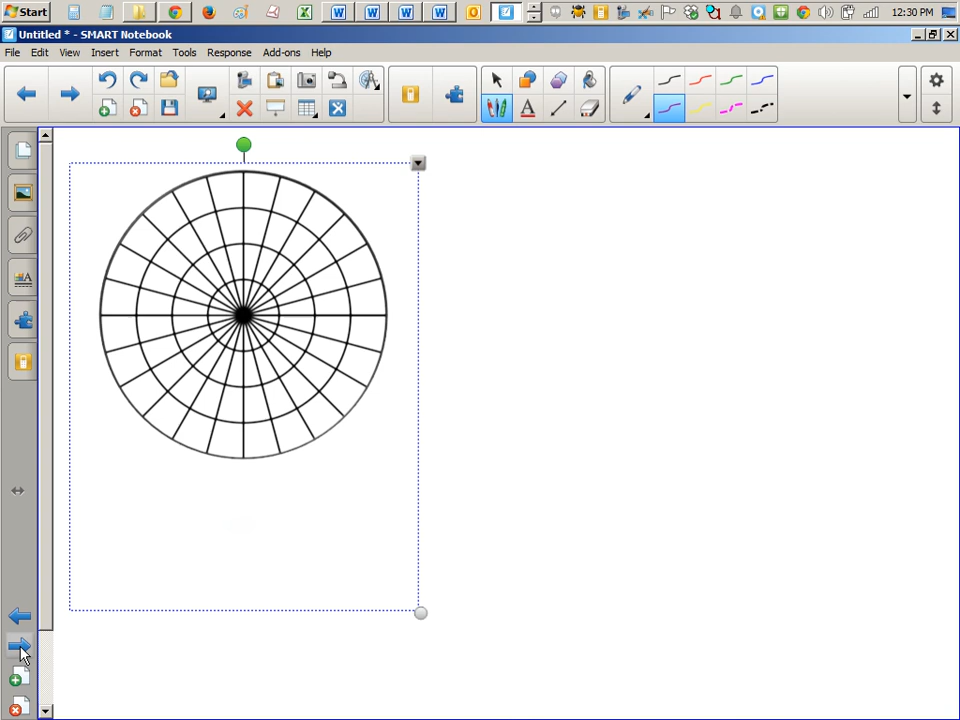 Start
12:30 PM
Untitled * - SMART Notebook
File Edit View Insert Format Tools Response Add-ons Help